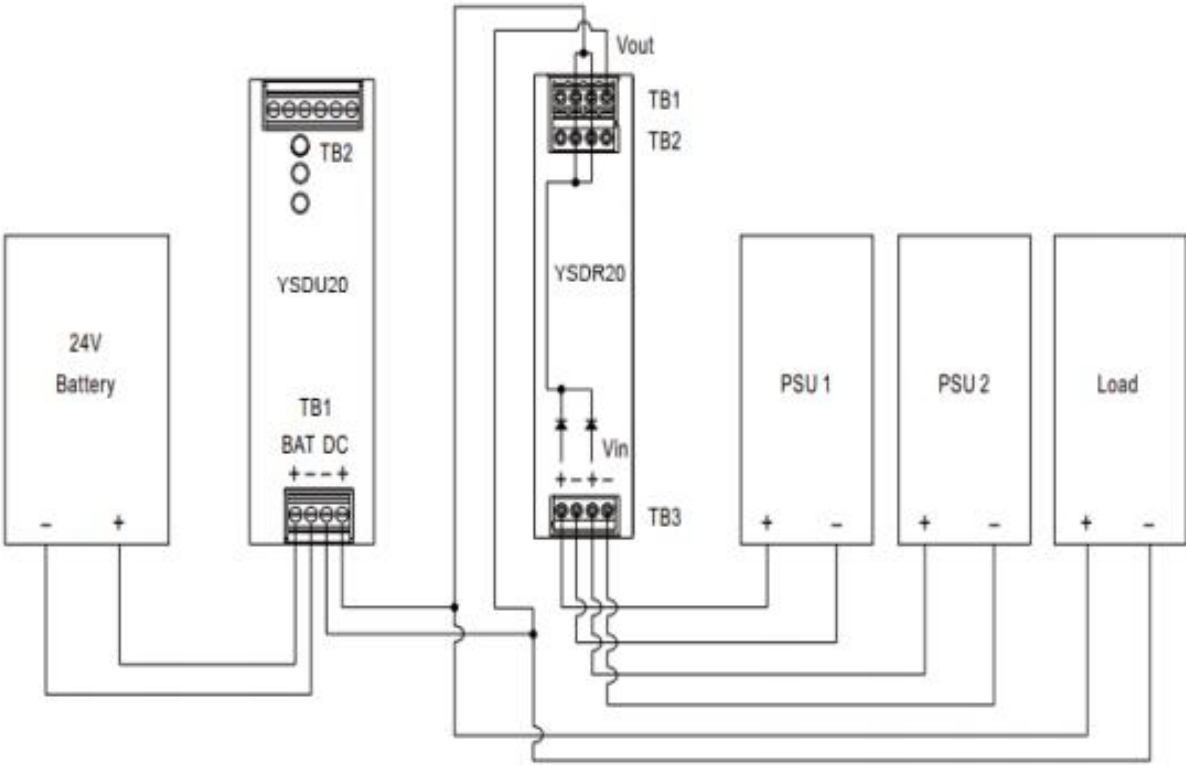 Vout
TB1
TB2
TB2
YSDU20
YSDR20
24V
Battery
PSU 1
PSU 2
Load
TB1
BAT DC
+ - - +
Vin
+ - + -
TB3
- +
+ -
+ -
+ -